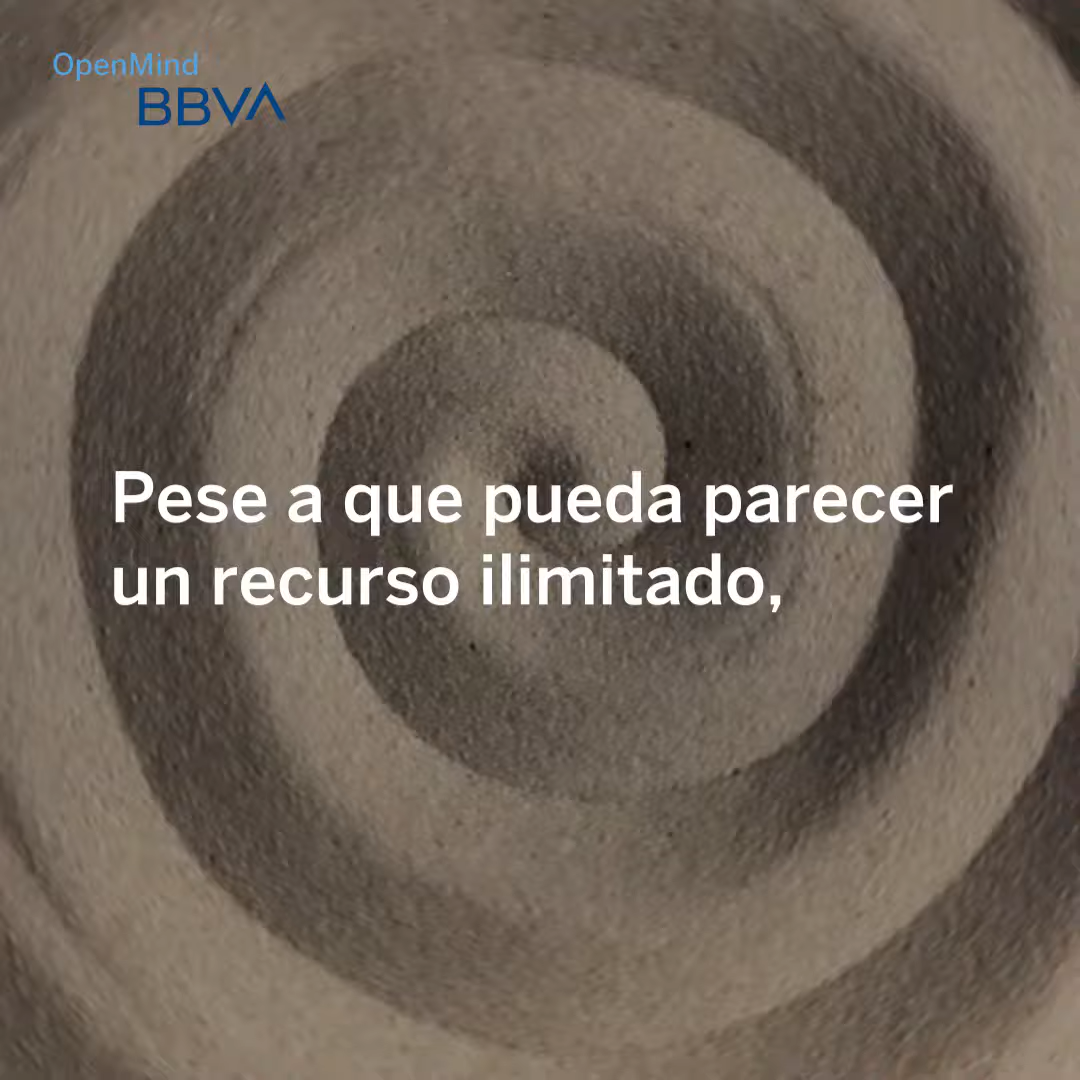 OpenMind
BBVA
Pese a que pueda parecer
un recurso ilimitado,